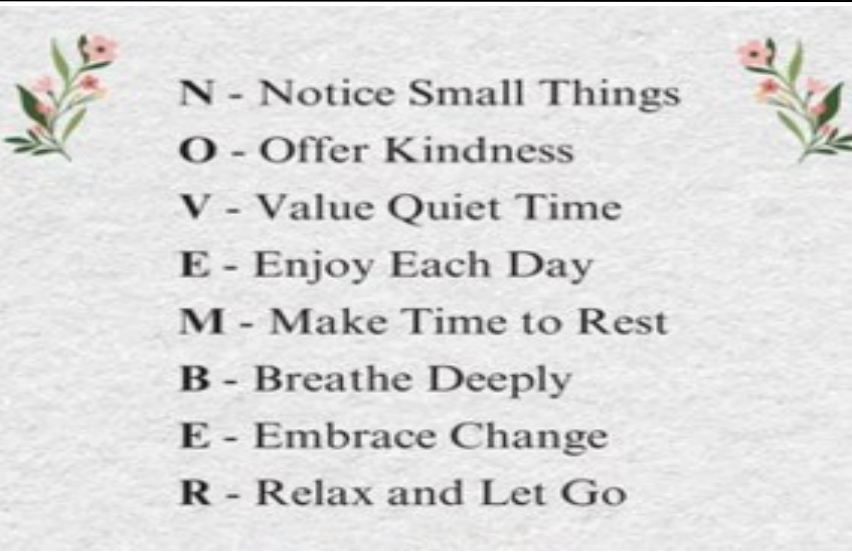 N - Notice Small Things
O - Offer Kindness
V - Value Quiet Time
E - Enjoy Each Day
M - Make Time to Rest
B - Breathe Deeply
E - Embrace Change
R - Relax and Let Go